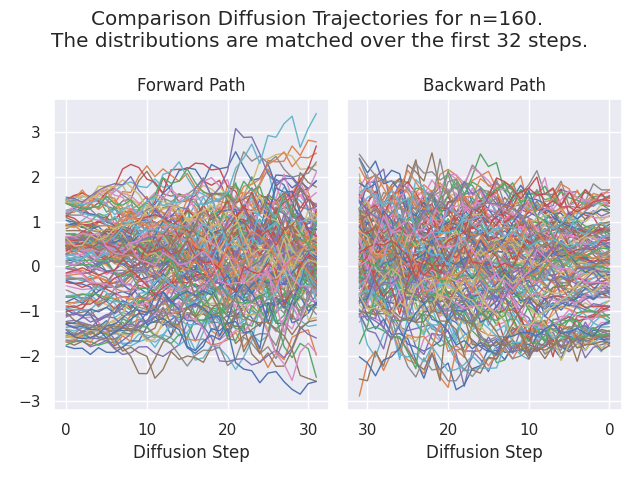 Comparison Diffusion Trajectories for n=160.
The distributions are matched over the first 32 steps.
Forward Path
Backward Path
3
2
1
0
−1
−2
−3
0 10 20 30
30 20 10 0
Diffusion Step
Diffusion Step